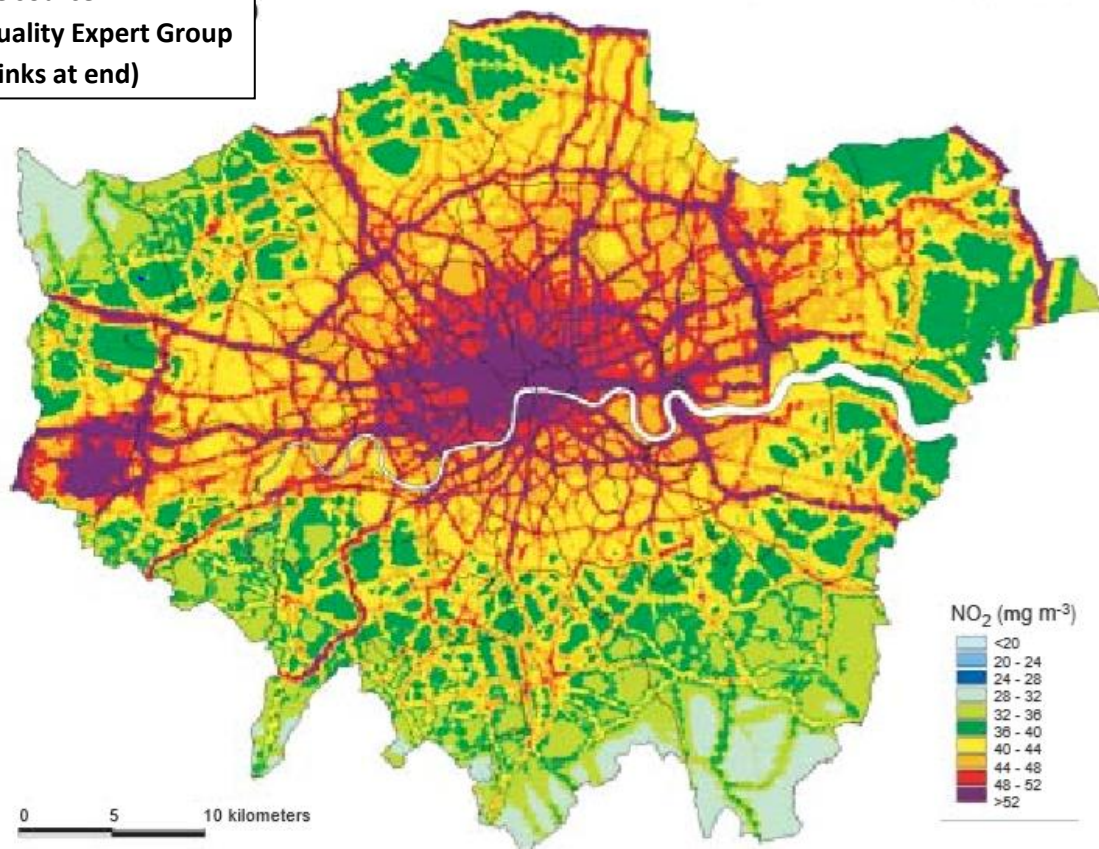 uality Expert Group
inks at end)
NO2 (mg m-3)
<20
20 - 24
24 - 28
28 - 32
32 - 36
36 - 40
40 - 44
44 - 48
48 - 52
>52
0 5 10 kilometers